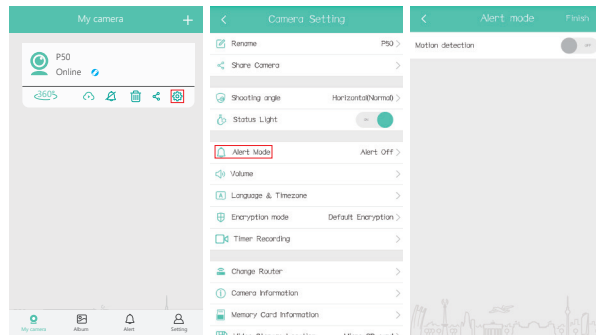 My camera +
P50
Online
360°
My camera
Album
Alert
Setting
Camera Setting
Rename P50 >
Share Camera >
Shooting angle Horizontal(Normal) >
Status Light
Alert Mode Alert Off >
Volume >
Language & Timezone >
Encryption mode Default Encryption >
Timer Recording >
Change Router >
Camera Information >
Memory Card Information >
Alert mode Finish
Motion detection